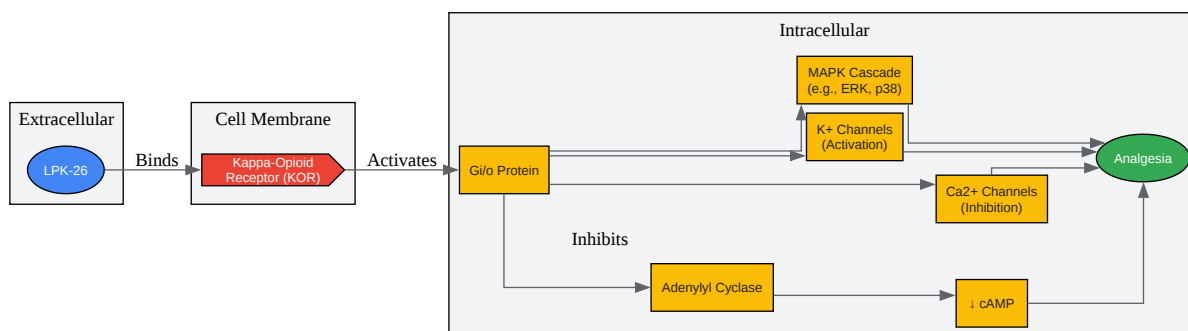 Intracellular
MAPK Cascade
(e.g., ERK, p38)
Extracellular
Cell Membrane
K+ Channels
(Activation)
LPK-26
Binds
Kappa-Opioid
Receptor (KOR)
Activates
Gi/o Protein
Analgesia
Ca2+ Channels
(Inhibition)
Inhibits
Adenylyl Cyclase
↓ cAMP